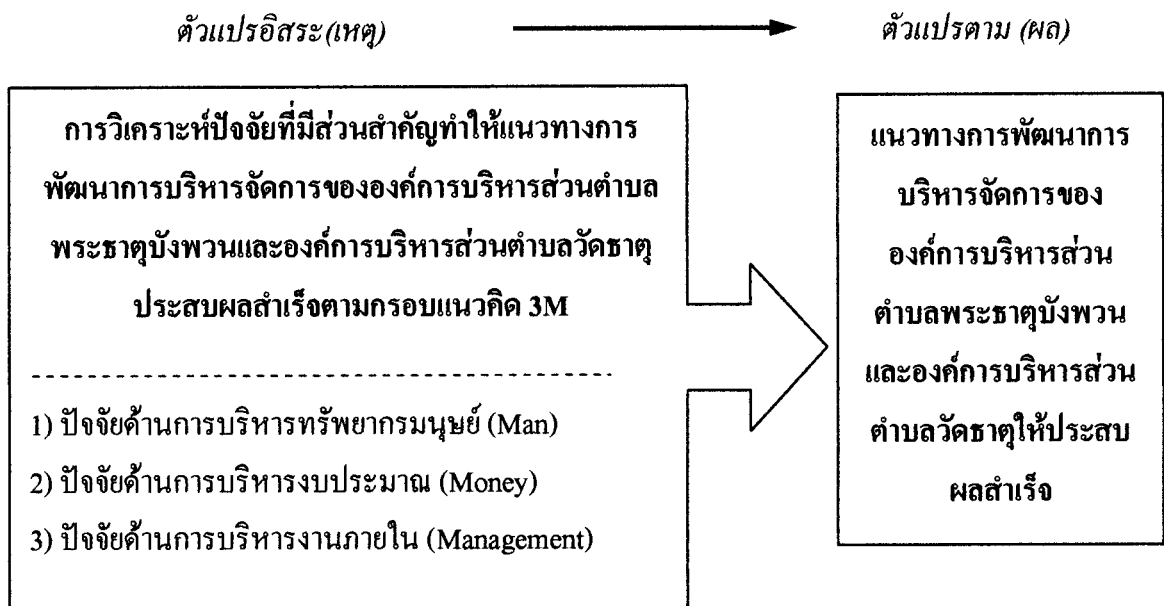 ตัวแปรอิสระ(เหตุ) ตัวแปรตาม (ผล)
การวิเคราะห์ปัจจัยที่มีส่วนสำคัญทำให้แนวทางการ
พัฒนาการบริหารจัดการขององค์การบริหารส่วนตำบล
พระธาตุบังพวนและองค์การบริหารส่วนตำบลวัดธาตุ
ประสบผลสำเร็จตามกรอบแนวคิด 3M
1) ปัจจัยด้านการบริหารทรัพยากรมนุษย์ (Man)
2) ปัจจัยด้านการบริหารงบประมาณ (Money)
3) ปัจจัยด้านการบริหารงานภายใน (Management)
แนวทางการพัฒนาการ
บริหารจัดการของ
องค์การบริหารส่วน
ตำบลพระธาตุบังพวน
และองค์การบริหารส่วน
ตำบลวัดธาตุให้ประสบ
ผลสำเร็จ